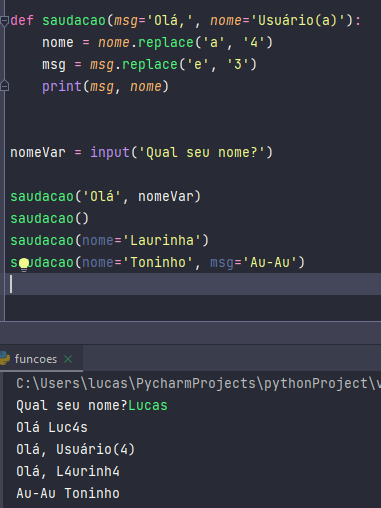 def saudacao(msg='Olá,', nome='Usuário(a)'):
    nome = nome.replace('a', '4')
    msg = msg.replace('e', '3')
    print(msg, nome)
nomeVar = input('Qual seu nome?')
saudacao('Olá', nomeVar)
saudacao()
saudacao(nome='Laurinha')
saudacao(nome='Toninho', msg='Au-Au')
funcoes
C:\Users\lucas\PycharmProjects\pythonProject\v
Qual seu nome?Lucas
Olá Luc4s
Olá, Usuário(4)
Olá, L4urinh4
Au-Au Toninho